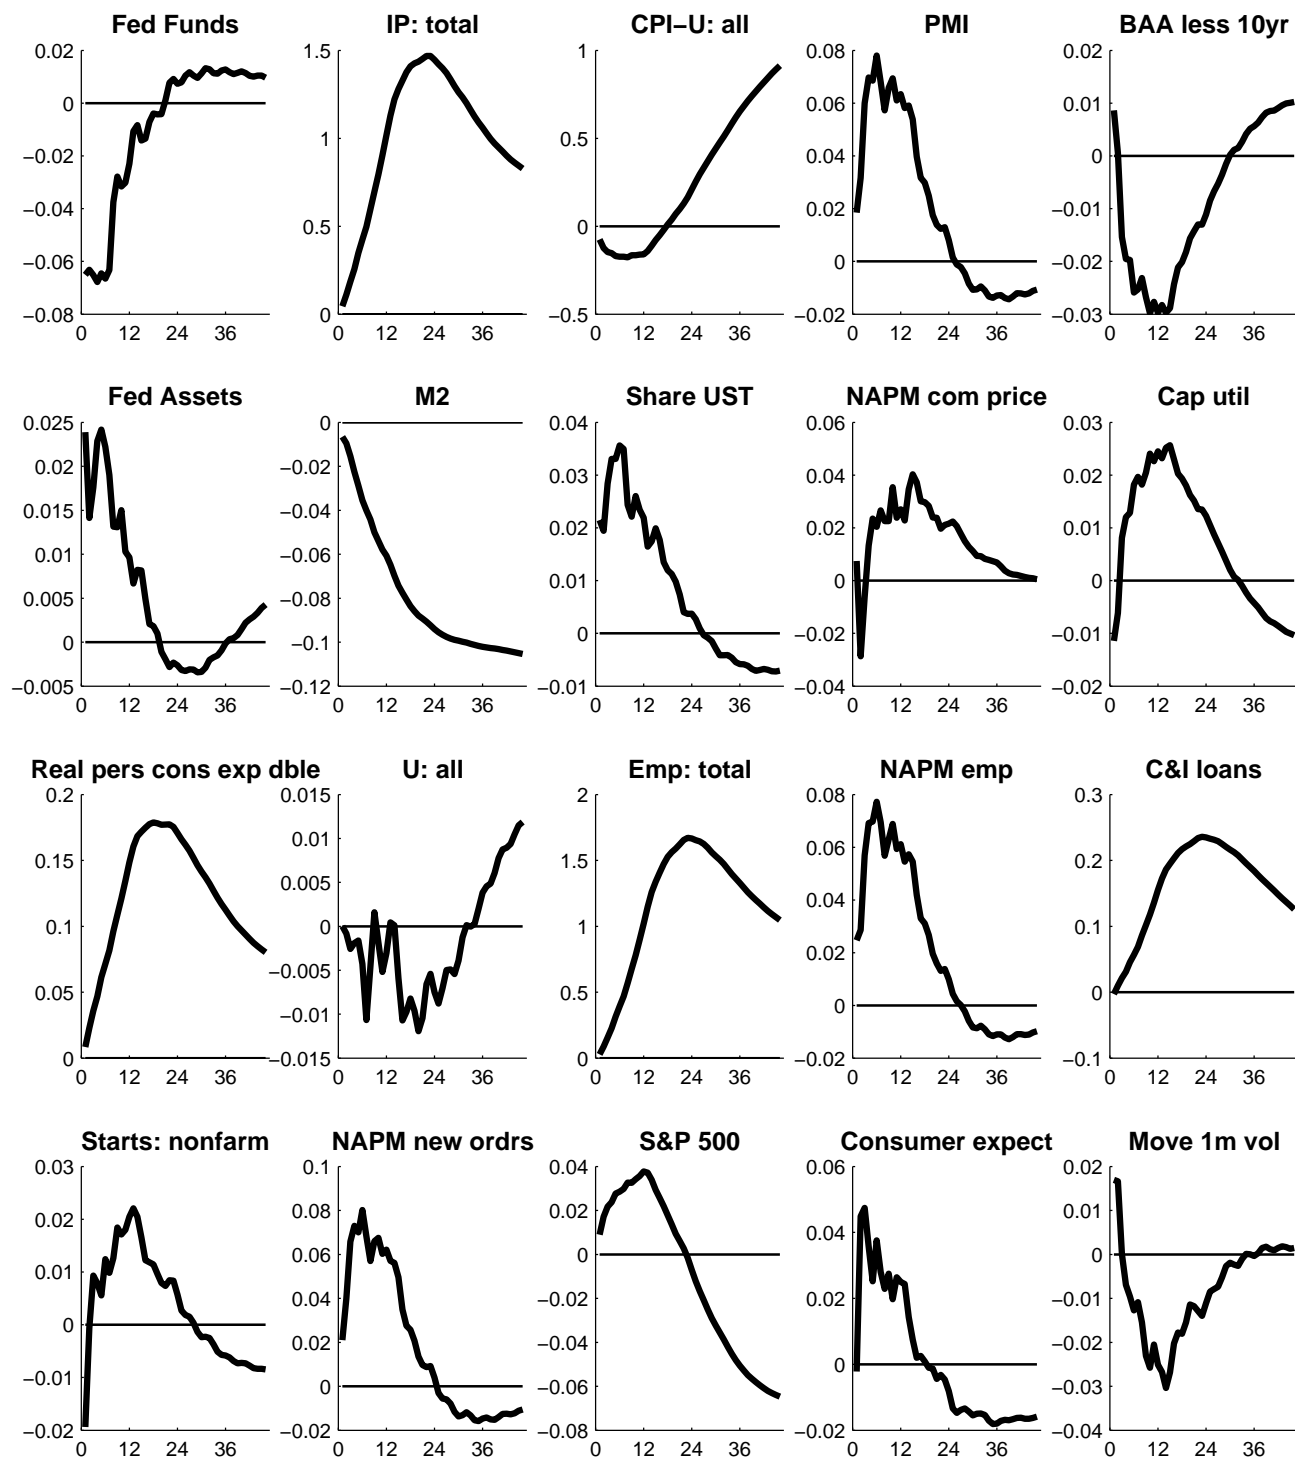 Fed Funds IP: total CPI−U: all PMI BAA less 10yr
0.02 1.5 1 0.08 0.02
0 0.06 0.01
−0.02 1 0.5 0.04 0
−0.04 0.5 0 0.02 −0.01
−0.06 0 −0.02
−0.08 0 −0.5 −0.02 −0.03
0 12 24 36 0 12 24 36 0 12 24 36 0 12 24 36 0 12 24 36
Fed Assets M2 Share UST NAPM com price Cap util
0.025 0 0.04 0.06 0.03
0.02 −0.02 0.03 0.04 0.02
0.015 −0.04 0.02 0.02 0.01
0.01 −0.06
0.005 −0.08 0.01 0 0
0 −0.1 0 −0.02 −0.01
−0.005 −0.12 −0.01 −0.04 −0.02
0 12 24 36 0 12 24 36 0 12 24 36 0 12 24 36 0 12 24 36
Real pers cons exp dble U: all Emp: total NAPM emp C&I loans
0.2 0.015 2 0.08 0.3
0.15 0.01 1.5 0.06 0.2
0.005 0.04
0.1 0 1 0.02 0.1
0.05 −0.005 0.5 0 0
−0.01
0 −0.015 0 −0.02 −0.1
0 12 24 36 0 12 24 36 0 12 24 36 0 12 24 36 0 12 24 36
Starts: nonfarm NAPM new ordrs S&P 500 Consumer expect Move 1m vol
0.03 0.1 0.04 0.06 0.02
0.02 0.08 0.02 0.04 0.01
0.01 0.06 0 0.02 0
0.04 −0.02 −0.01
0 0.02 −0.04 0 −0.02
−0.01 0 −0.06 −0.03
−0.02 −0.02 −0.08 −0.02 −0.04
0 12 24 36 0 12 24 36 0 12 24 36 0 12 24 36 0 12 24 36